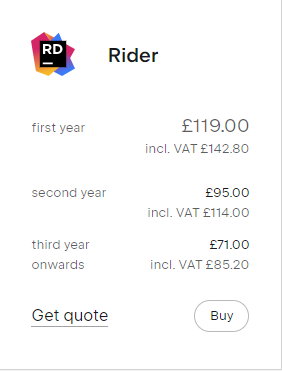 RD
Rider
first year £119.00
incl. VAT £142.80
second year £95.00
incl. VAT £114.00
third year £71.00
onwards incl. VAT £85.20
Get quote Buy